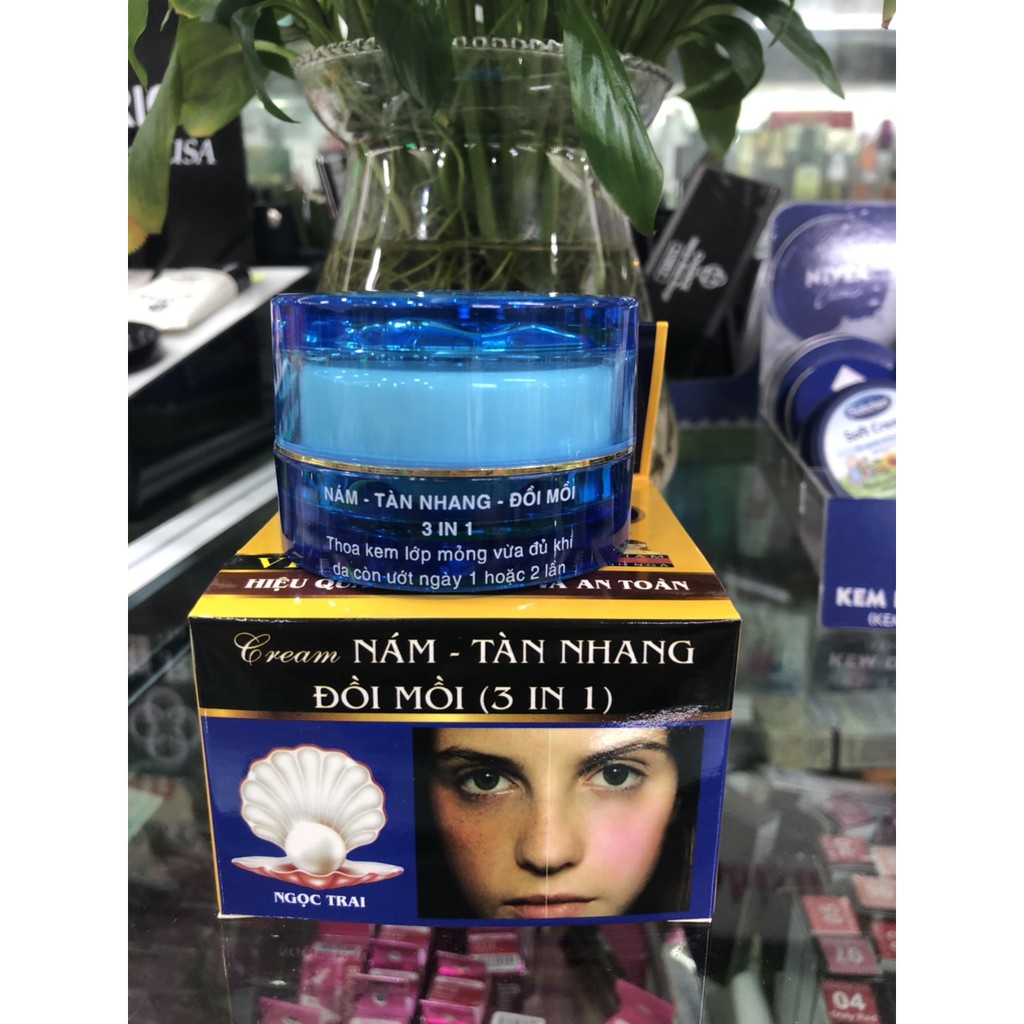 USA
NIVEA
Creme
Soft Creme
NÁM - TÀN NHANG - ĐỒI MỒI
3 IN 1
Thoa kem lớp mỏng vừa đủ khi
da còn ướt ngày 1 hoặc 2 lần
HIỆU
AN TOÀN
KEM
Cream NÁM - TÀN NHANG
ĐỒI MỒI (3 IN 1)
NGỌC TRAI
04